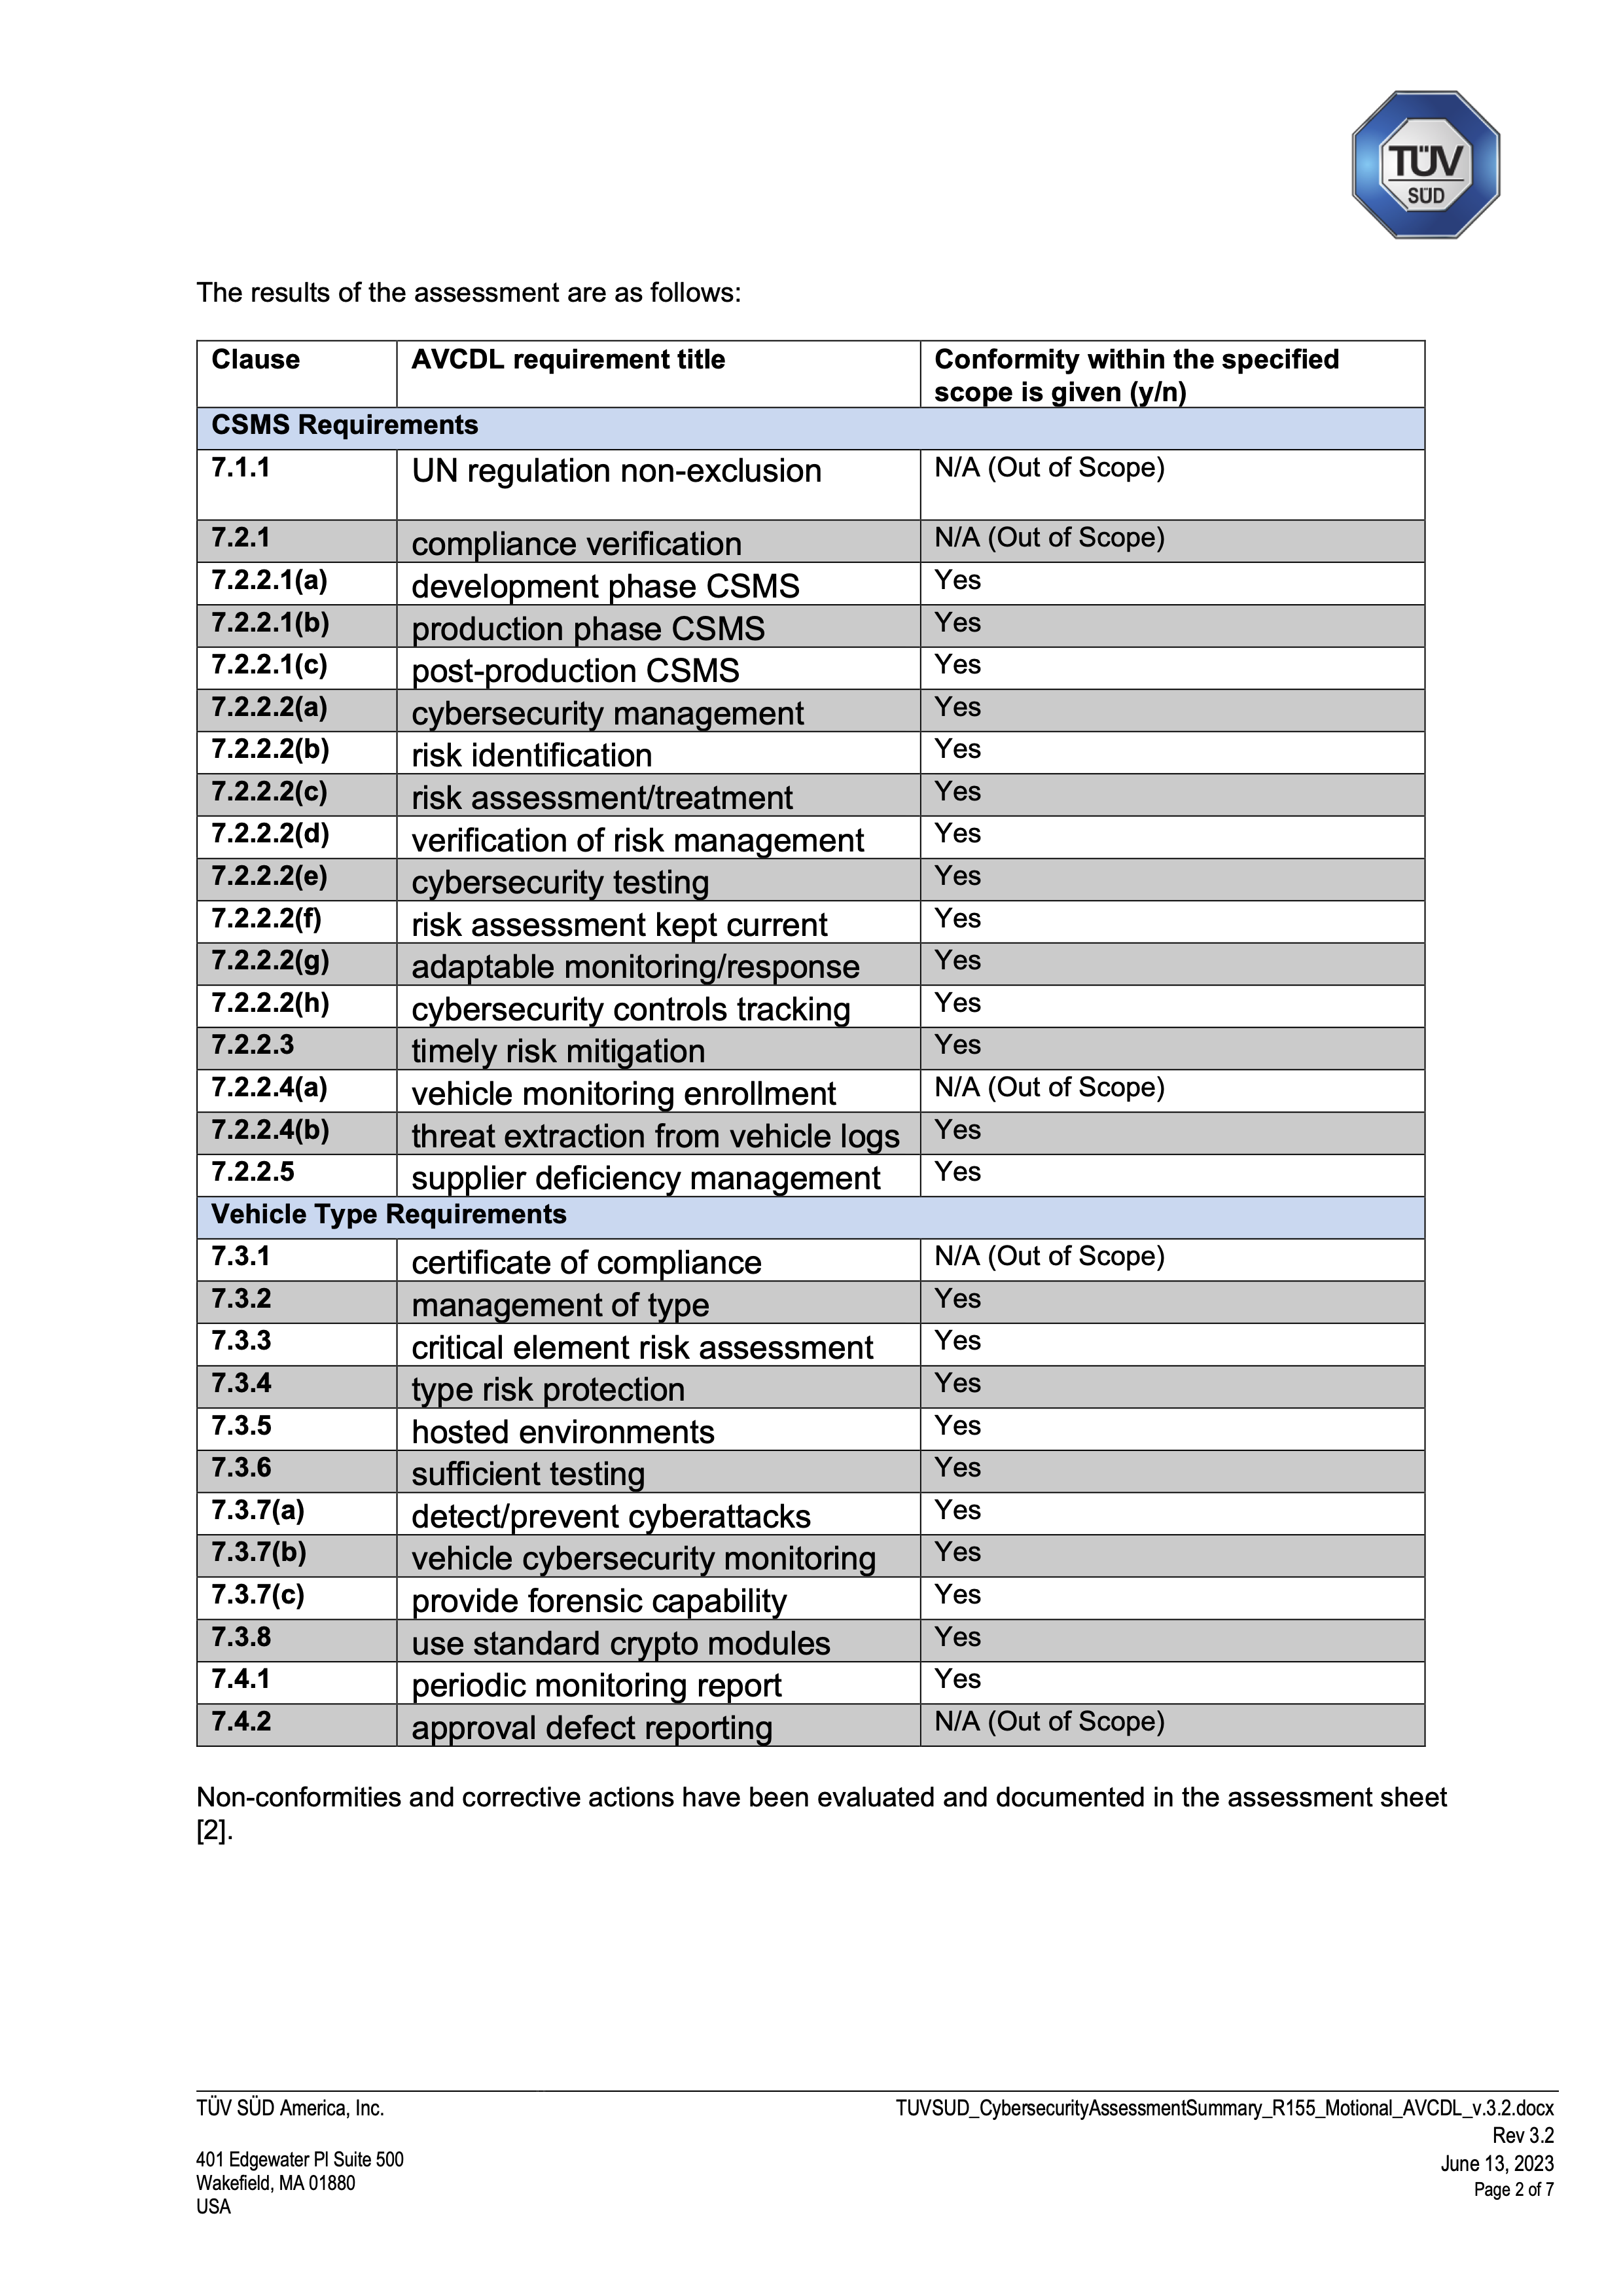 TÜV
SÜD
The results of the assessment are as follows:
Clause AVCDL requirement title Conformity within the specified
scope is given (y/n)
CSMS Requirements
7.1.1 UN regulation non-exclusion N/A (Out of Scope)
7.2.1 compliance verification N/A (Out of Scope)
7.2.2.1(a) development phase CSMS Yes
7.2.2.1(b) production phase CSMS Yes
7.2.2.1(c) post-production CSMS Yes
7.2.2.2(a) cybersecurity management Yes
7.2.2.2(b) risk identification Yes
7.2.2.2(c) risk assessment/treatment Yes
7.2.2.2(d) verification of risk management Yes
7.2.2.2(e) cybersecurity testing Yes
7.2.2.2(f) risk assessment kept current Yes
7.2.2.2(g) adaptable monitoring/response Yes
7.2.2.2(h) cybersecurity controls tracking Yes
7.2.2.3 timely risk mitigation Yes
7.2.2.4(a) vehicle monitoring enrollment N/A (Out of Scope)
7.2.2.4(b) threat extraction from vehicle logs Yes
7.2.2.5 supplier deficiency management Yes
Vehicle Type Requirements
7.3.1 certificate of compliance N/A (Out of Scope)
7.3.2 management of type Yes
7.3.3 critical element risk assessment Yes
7.3.4 type risk protection Yes
7.3.5 hosted environments Yes
7.3.6 sufficient testing Yes
7.3.7(a) detect/prevent cyberattacks Yes
7.3.7(b) vehicle cybersecurity monitoring Yes
7.3.7(c) provide forensic capability Yes
7.3.8 use standard crypto modules Yes
7.4.1 periodic monitoring report Yes
7.4.2 approval defect reporting N/A (Out of Scope)
Non-conformities and corrective actions have been evaluated and documented in the assessment sheet
[2].
TÜV SÜD America, Inc. TUVSUD_CybersecurityAssessmentSummary_R155_Motional_AVCDL_v.3.2.docx
Rev 3.2
401 Edgewater Pl Suite 500 June 13, 2023
Wakefield, MA 01880 Page 2 of 7
USA